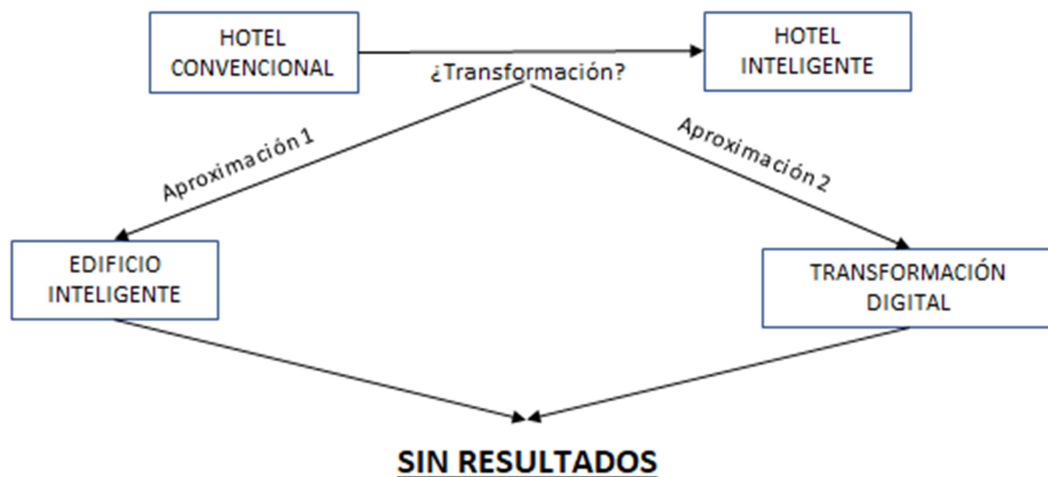 HOTEL
CONVENCIONAL
¿Transformación?
HOTEL
INTELIGENTE
Aproximación 1
Aproximación 2
EDIFICIO
INTELIGENTE
TRANSFORMACIÓN
DIGITAL
SIN RESULTADOS